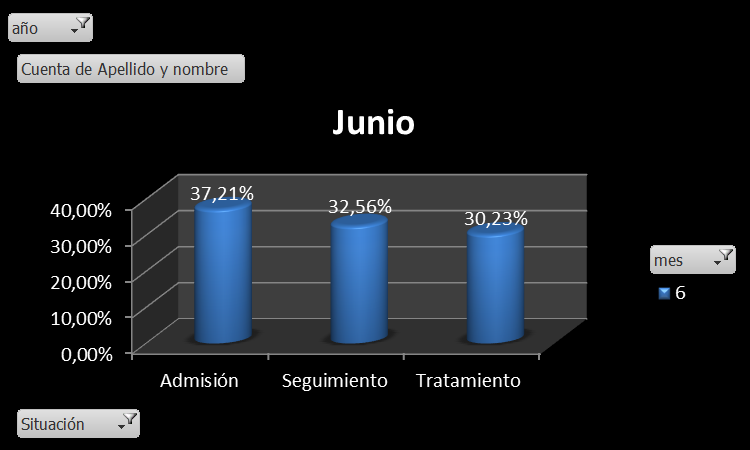 año
Cuenta de Apellido y nombre
Junio
37,21%
32,56%
30,23%
40,00%
30,00%
20,00%
10,00%
0,00%
Admisión
Seguimiento
Tratamiento
mes
6
Situación